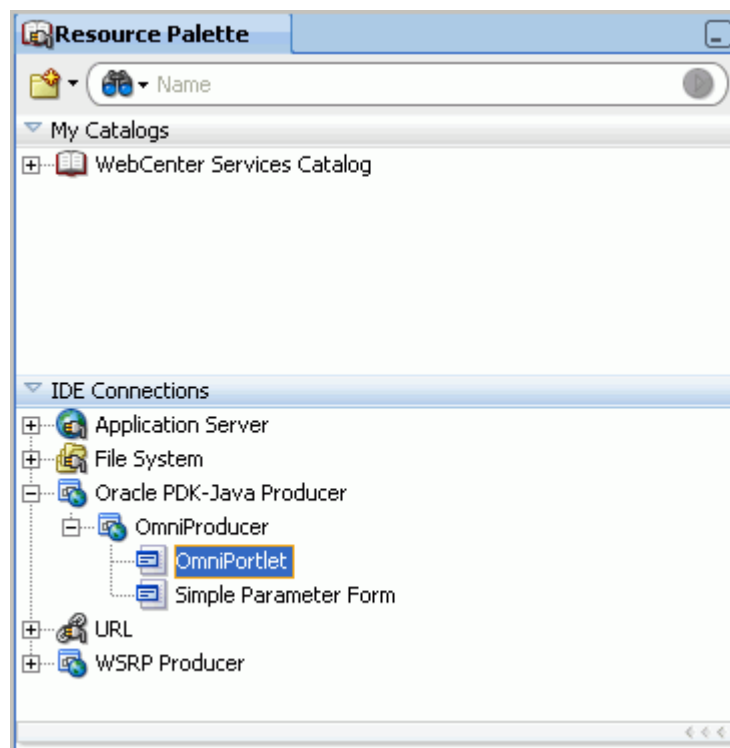 Resource Palette
Name
My Catalogs
WebCenter Services Catalog
IDE Connections
Application Server
File System
Oracle PDK-Java Producer
OmniProducer
OmniPortlet
Simple Parameter Form
URL
WSRP Producer